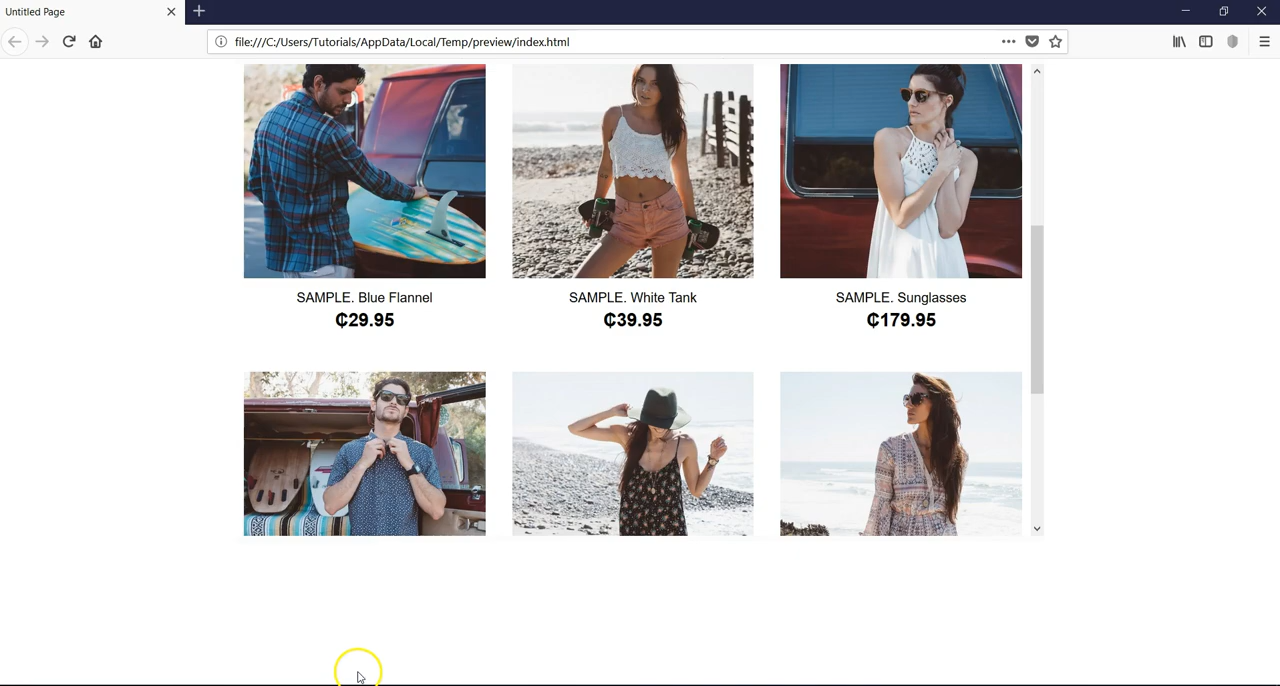 Untitled Page
file:///C:/Users/Tutorials/AppData/Local/Temp/preview/index.html
SAMPLE. Blue Flannel
₵29.95
SAMPLE. White Tank
₵39.95
SAMPLE. Sunglasses
₵179.95